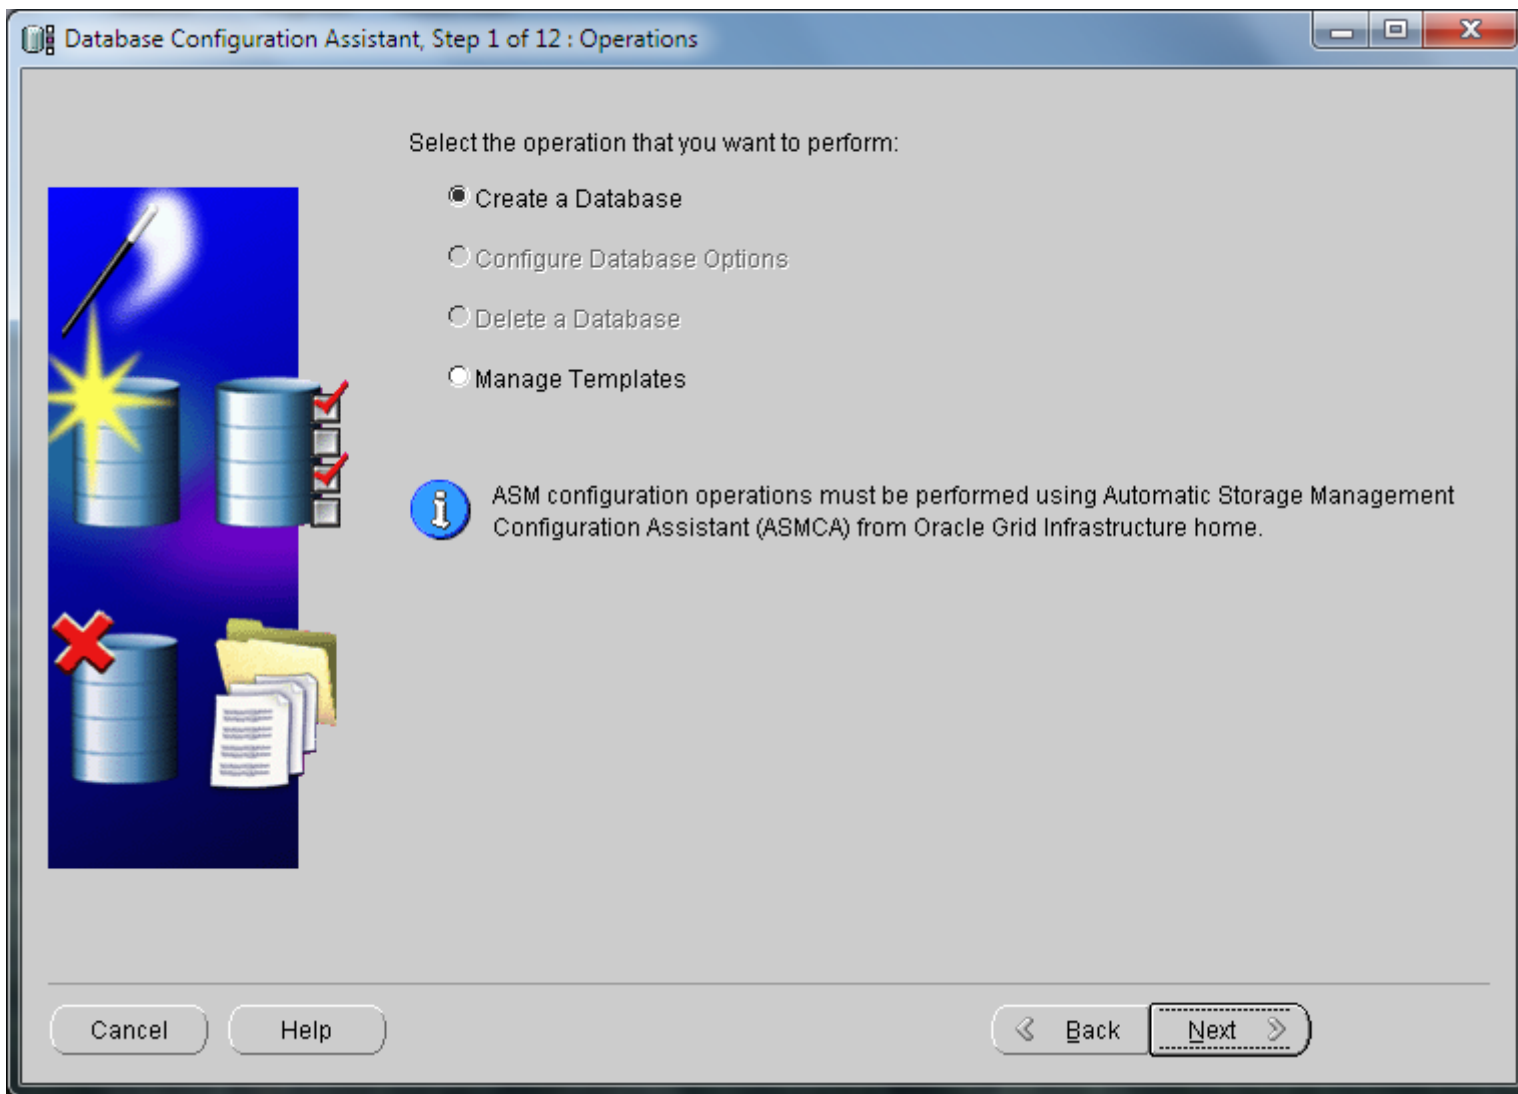 Database Configuration Assistant, Step 1 of 12 : Operations
Select the operation that you want to perform:
Create a Database
Configure Database Options
Delete a Database
Manage Templates
ASM configuration operations must be performed using Automatic Storage Management
Configuration Assistant (ASMCA) from Oracle Grid Infrastructure home.
Cancel
Help
Back
Next